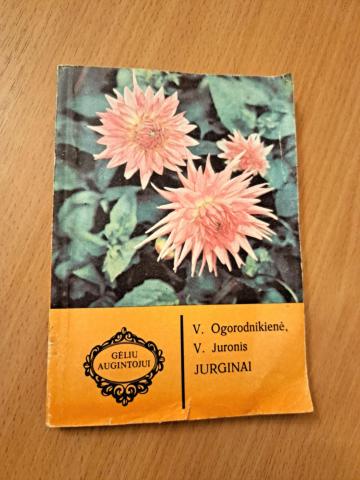 GĖLIŲ
AUGINTOJUI
V. Ogorodnikienė,
V. Juronis
JURGINAI